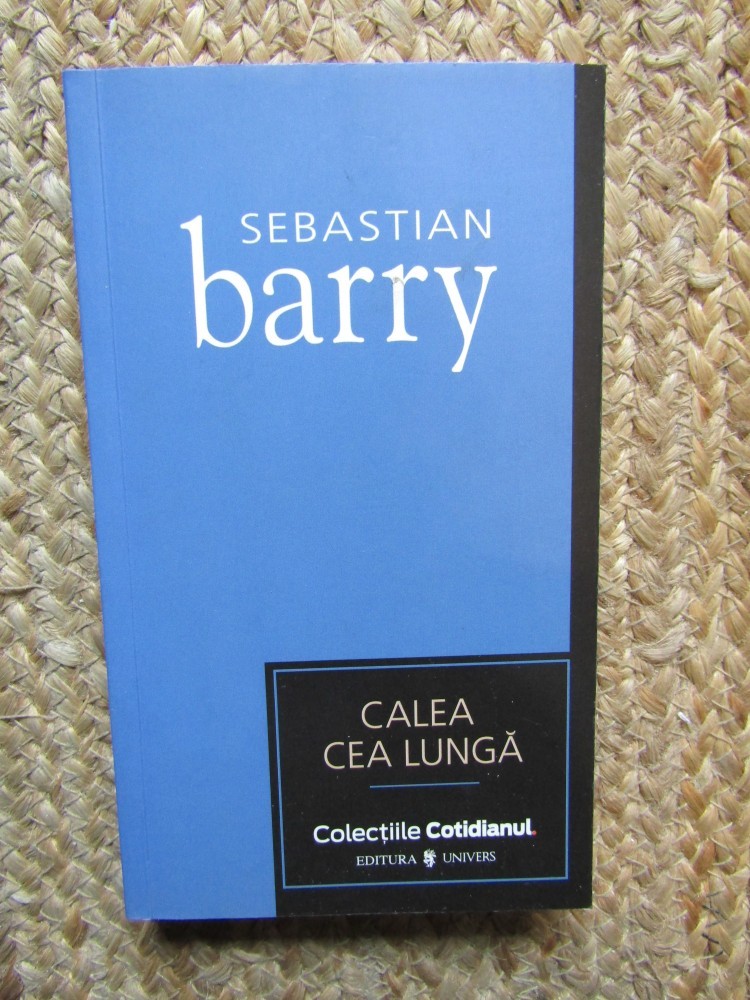 SEBASTIAN
barry
CALEA
CEA LUNGĂ
Colecțiile Cotidianul.
EDITURA UNIVERS